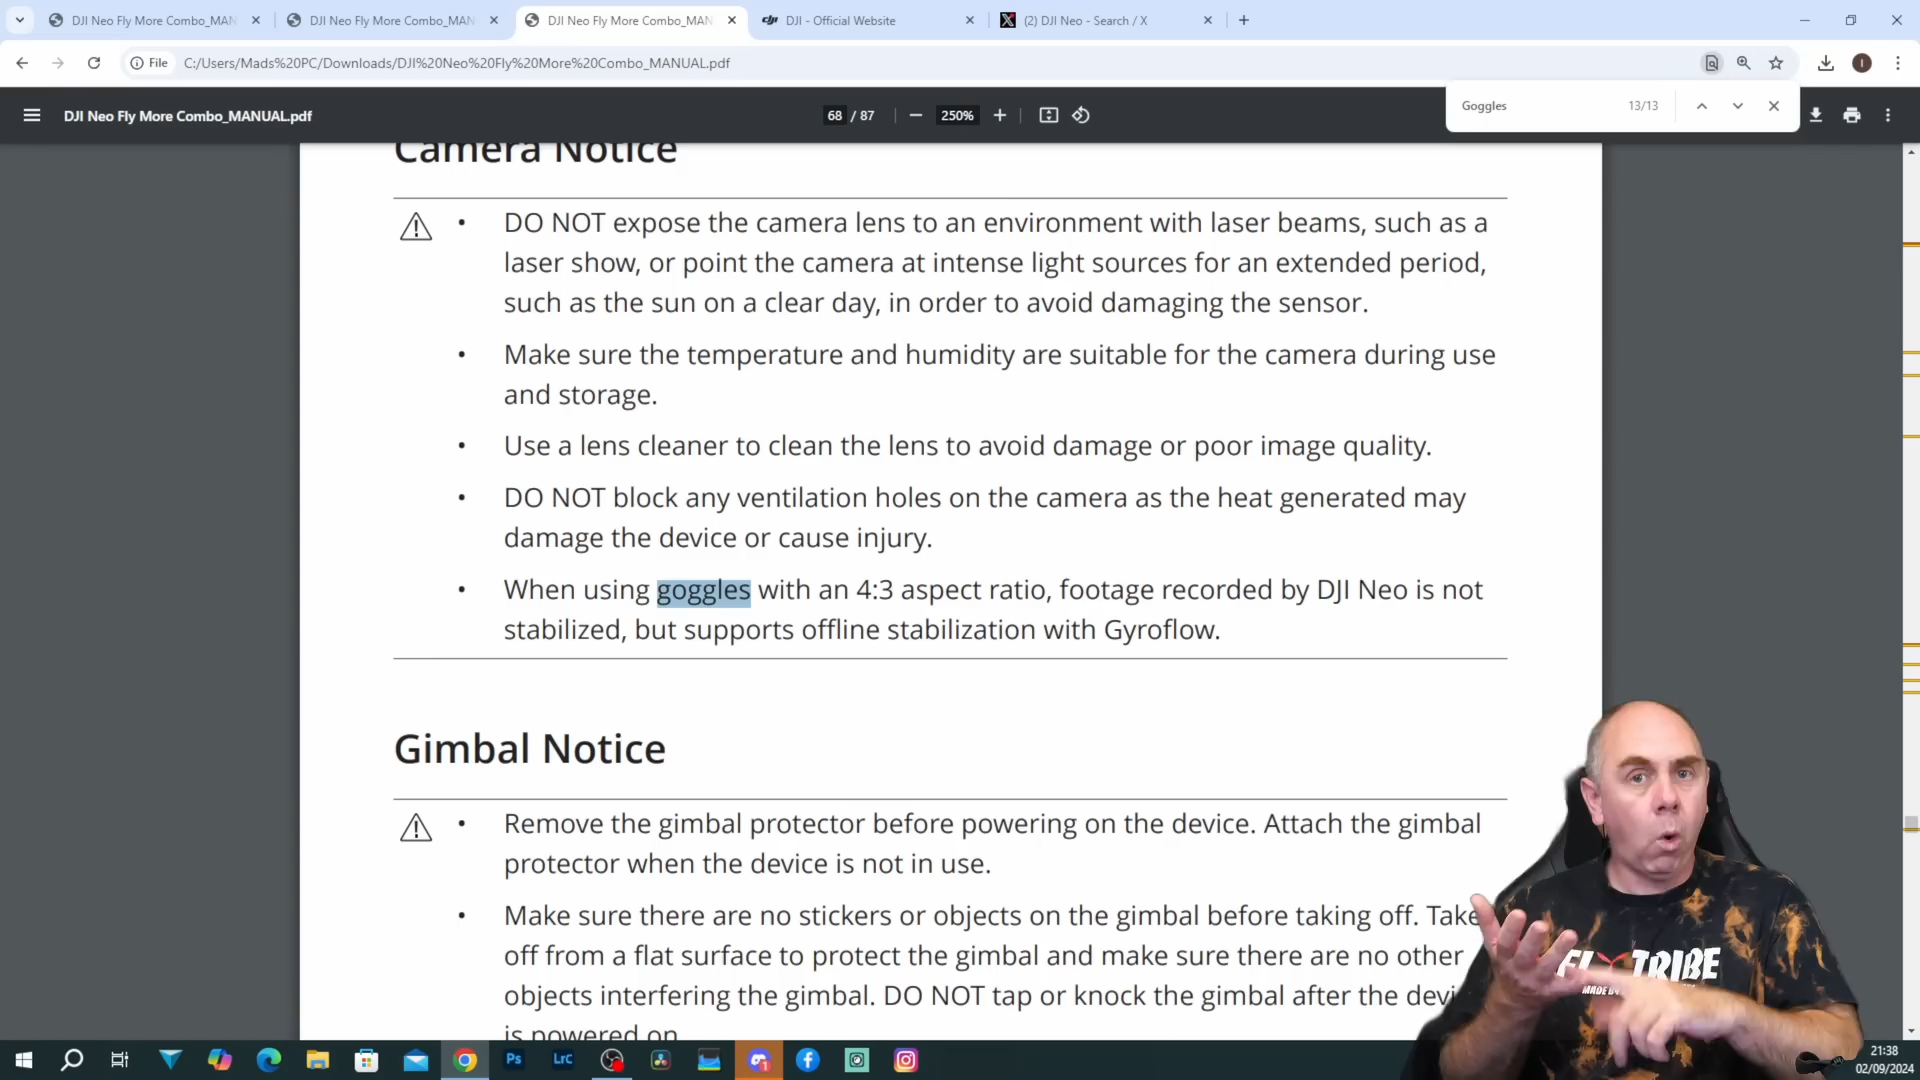 DJI Neo Fly More Combo_MAN
DJI Neo Fly More Combo_MAN
DJI Neo Fly More Combo_MAN
DJI - Official Website
(2) DJI Neo - Search / X
File
C:/Users/Mads%20PC/Downloads/DJI%20Neo%20Fly%20More%20Combo_MANUAL.pdf
Goggles
13/13
DJI Neo Fly More Combo_MANUAL.pdf
68 / 87
250%
Camera Notice
• DO NOT expose the camera lens to an environment with laser beams, such as a
laser show, or point the camera at intense light sources for an extended period,
such as the sun on a clear day, in order to avoid damaging the sensor.
• Make sure the temperature and humidity are suitable for the camera during use
and storage.
• Use a lens cleaner to clean the lens to avoid damage or poor image quality.
• DO NOT block any ventilation holes on the camera as the heat generated may
damage the device or cause injury.
• When using goggles with an 4:3 aspect ratio, footage recorded by DJI Neo is not
stabilized, but supports offline stabilization with Gyroflow.
Gimbal Notice
• Remove the gimbal protector before powering on the device. Attach the gimbal
protector when the device is not in use.
• Make sure there are no stickers or objects on the gimbal before taking off. Take
off from a flat surface to protect the gimbal and make sure there are no other
objects interfering the gimbal. DO NOT tap or knock the gimbal after the devi
is powered on
TRIBE
Ps
LrC
21:38
02/09/2024